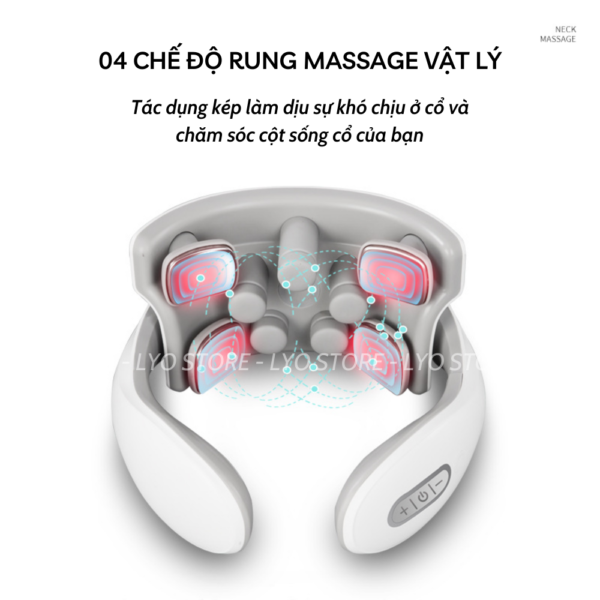 NECK
MASSAGE
04 CHẾ ĐỘ RUNG MASSAGE VẬT LÝ
Tác dụng kép làm dịu sự khó chịu ở cổ và
chăm sóc cột sống cổ của bạn
- LYO STORE - LYO STORE - LYO STORE -